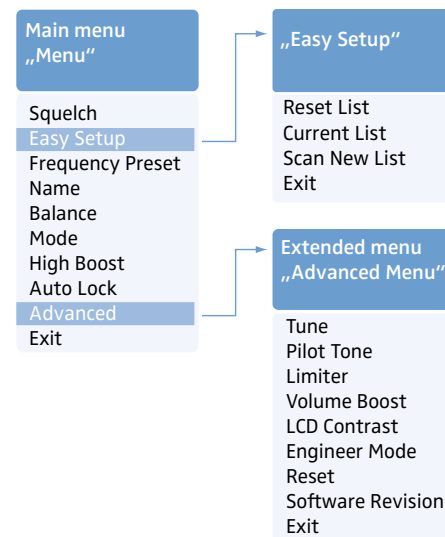 Main menu
„Menu“
Squelch
Easy Setup
Frequency Preset
Name
Balance
Mode
High Boost
Auto Lock
Advanced
Exit
„Easy Setup“
Reset List
Current List
Scan New List
Exit
Extended menu
„Advanced Menu“
Tune
Pilot Tone
Limiter
Volume Boost
LCD Contrast
Engineer Mode
Reset
Software Revision
Exit